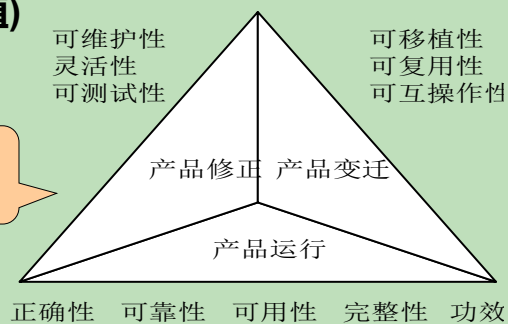 可维护性
灵活性
可测试性
可移植性
可复用性
可互操作性
产品修正 产品变迁
产品运行
正确性 可靠性 可用性 完整性 功效